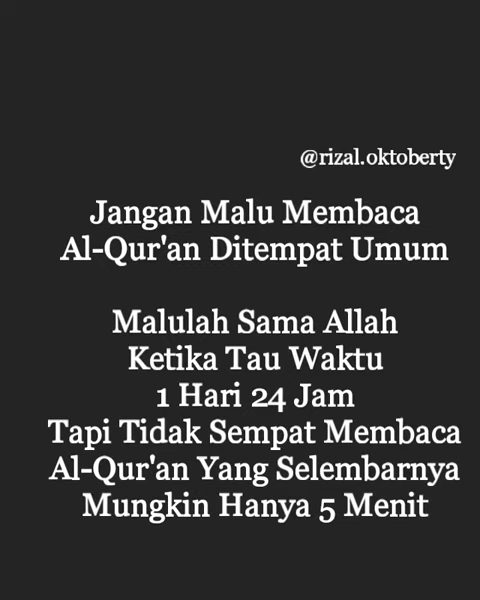 @rizal.oktoberty
Jangan Malu Membaca
Al-Qur'an Ditempat Umum
Malulah Sama Allah
Ketika Tau Waktu
1 Hari 24 Jam
Tapi Tidak Sempat Membaca
Al-Qur'an Yang Selembarnya
Mungkin Hanya 5 Menit